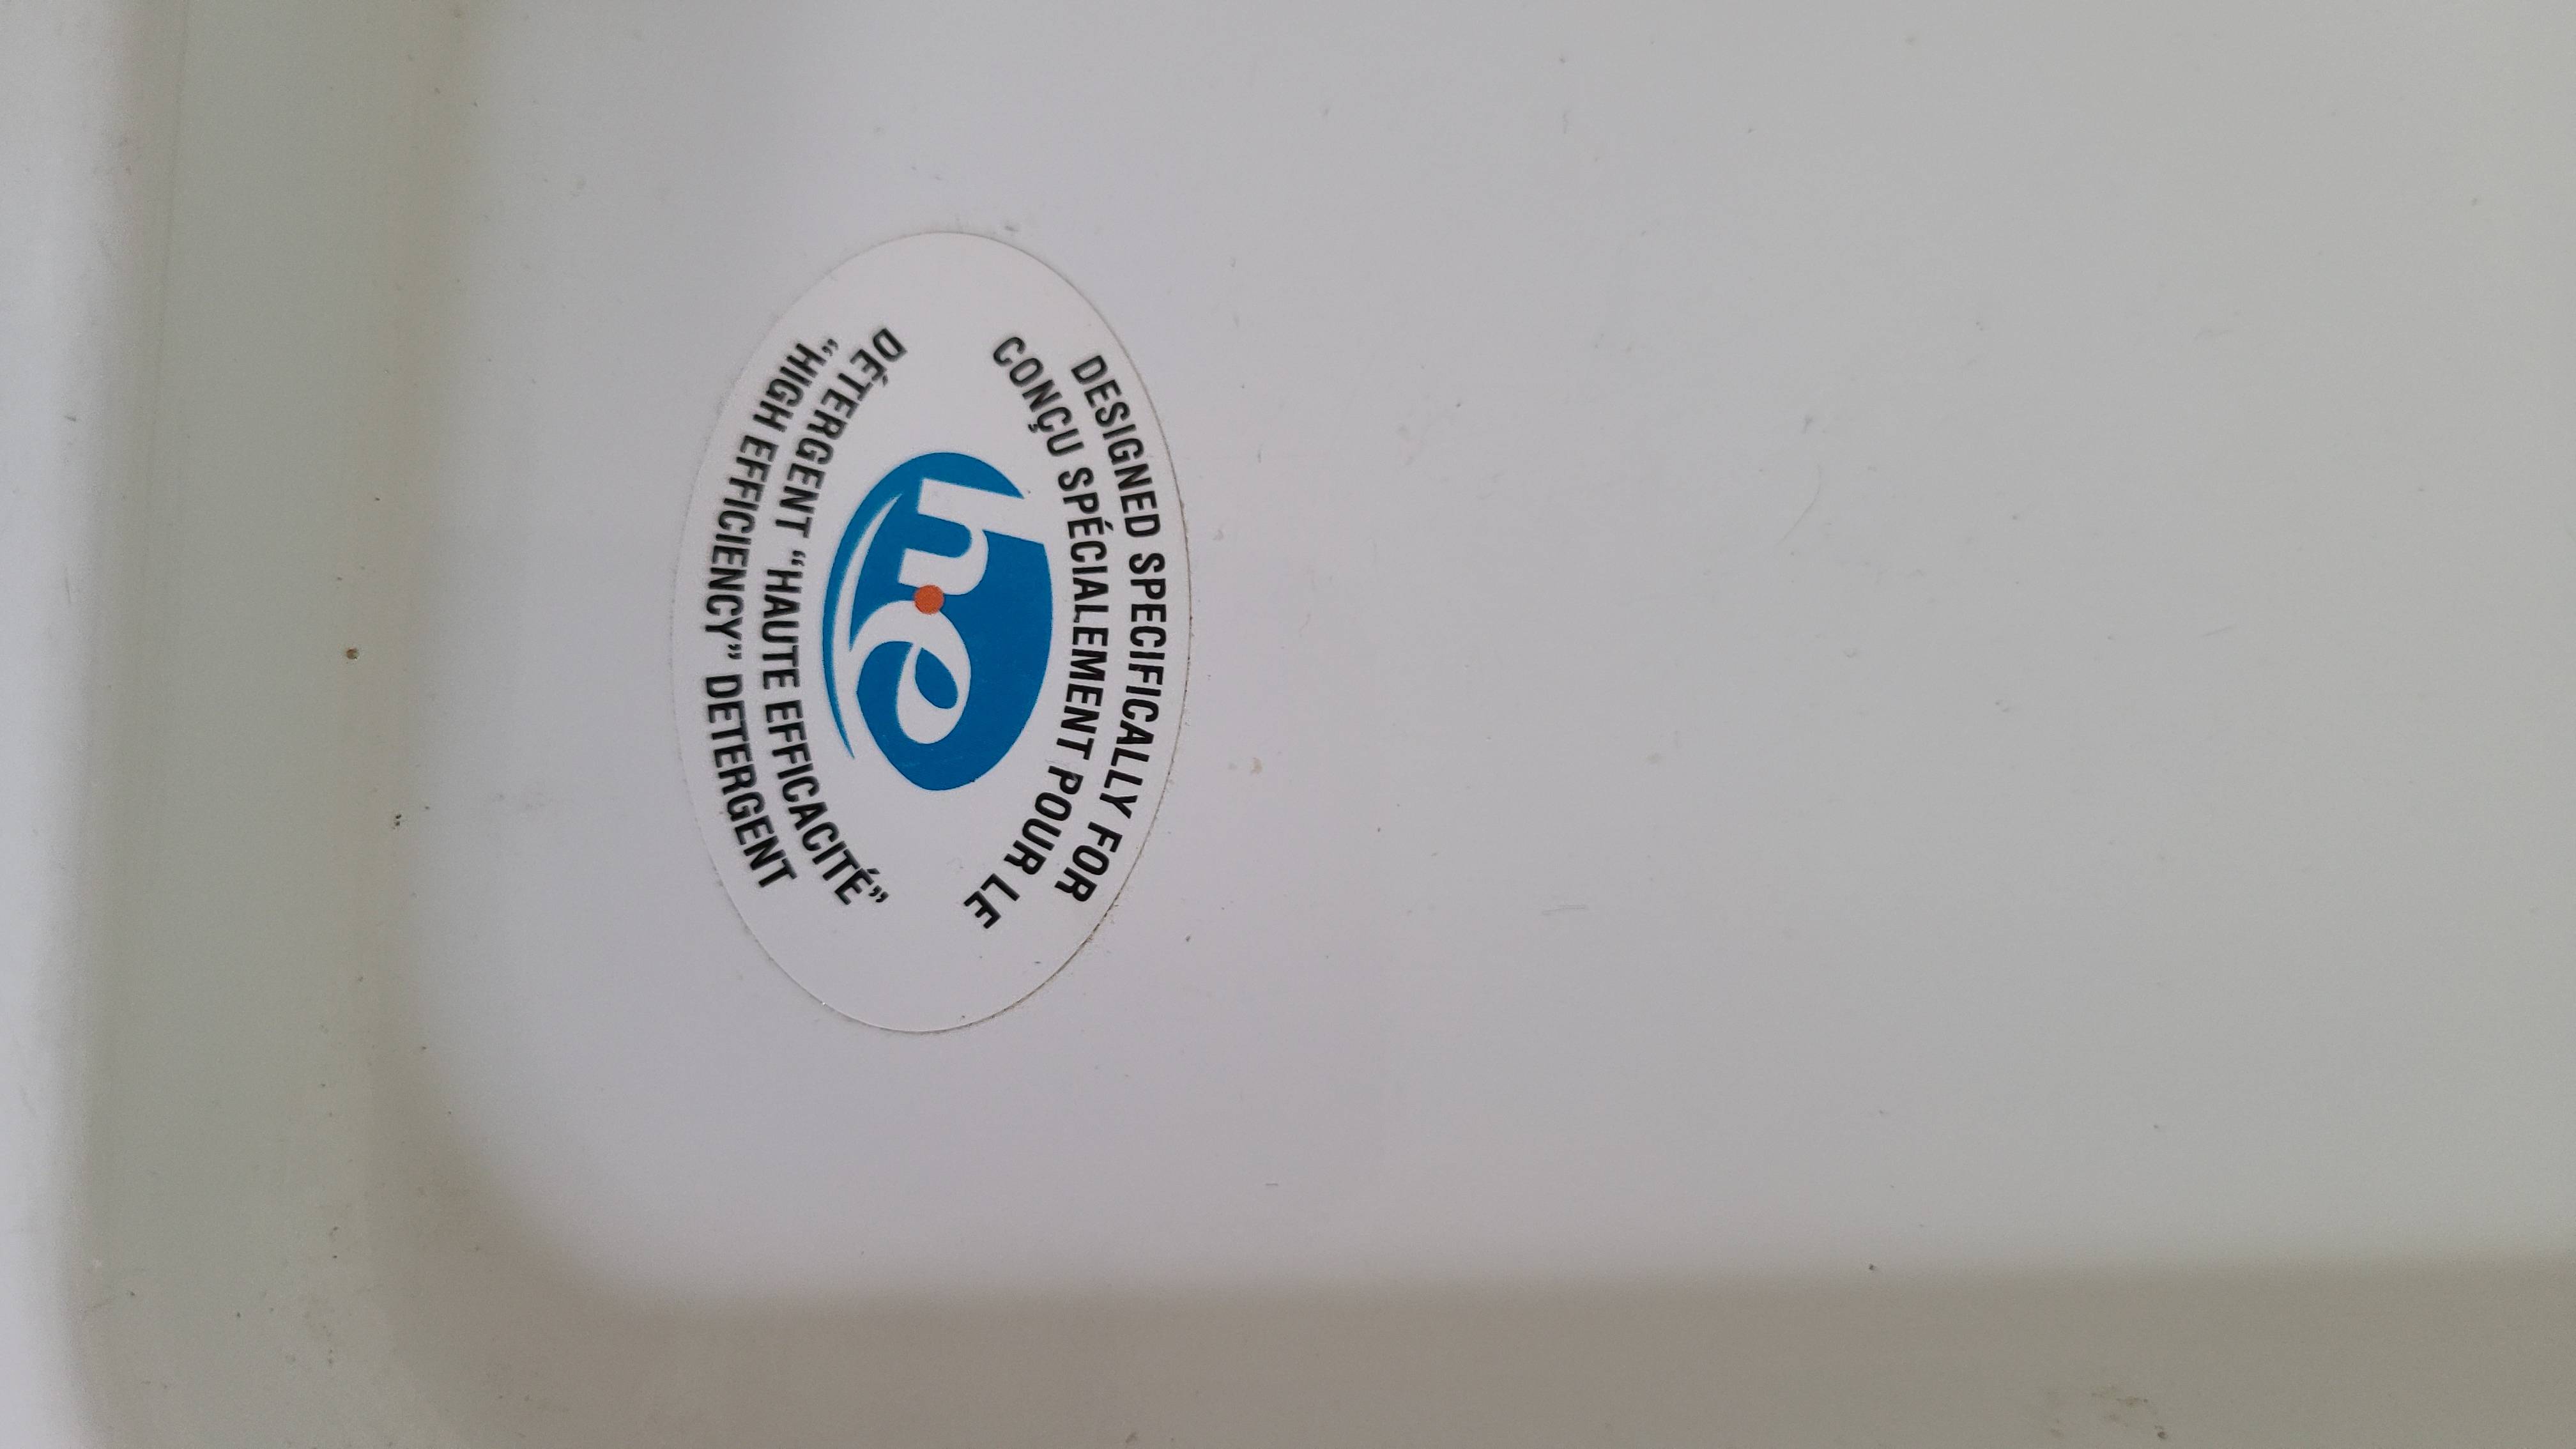 DESIGNED SPECIFICALLY FOR
CONÇU SPÉCIALEMENT POUR LE
he
DÉTERGENT “HAUTE EFFICACITÉ”
“HIGH EFFICIENCY” DETERGENT